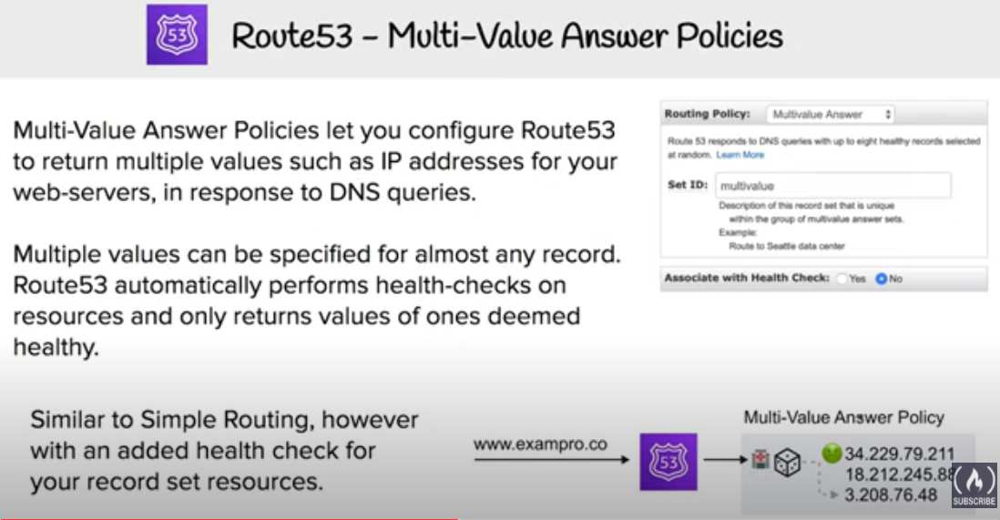 53
Route53 - Multi-Value Answer Policies
Multi-Value Answer Policies let you configure Route53
to return multiple values such as IP addresses for your
web-servers, in response to DNS queries.
Multiple values can be specified for almost any record.
Route53 automatically performs health-checks on
resources and only returns values of ones deemed
healthy.
Similar to Simple Routing, however
with an added health check for
your record set resources.
Routing Policy: Multivalue Answer
Route 53 responds to DNS queries with up to eight healthy records selected
at random. Learn More
Set ID: multivalue
Description of this record set that is unique
within the group of multivalue answer sets.
Example:
Route to Seattle data center
Associate with Health Check: Yes No
www.exampro.co
53
Multi-Value Answer Policy
34.229.79.211
18.212.245.88
3.208.76.48
SUBSCRIBE